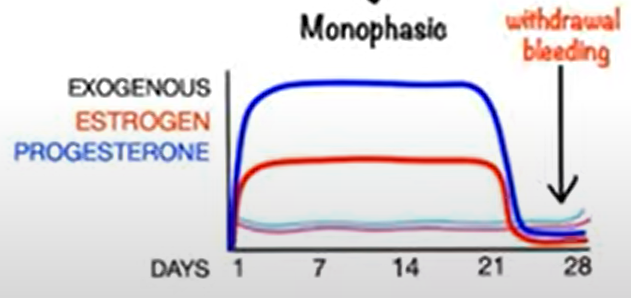 Monophasic
withdrawal
bleeding
EXOGENOUS
ESTROGEN
PROGESTERONE
DAYS 1 7 14 21 28